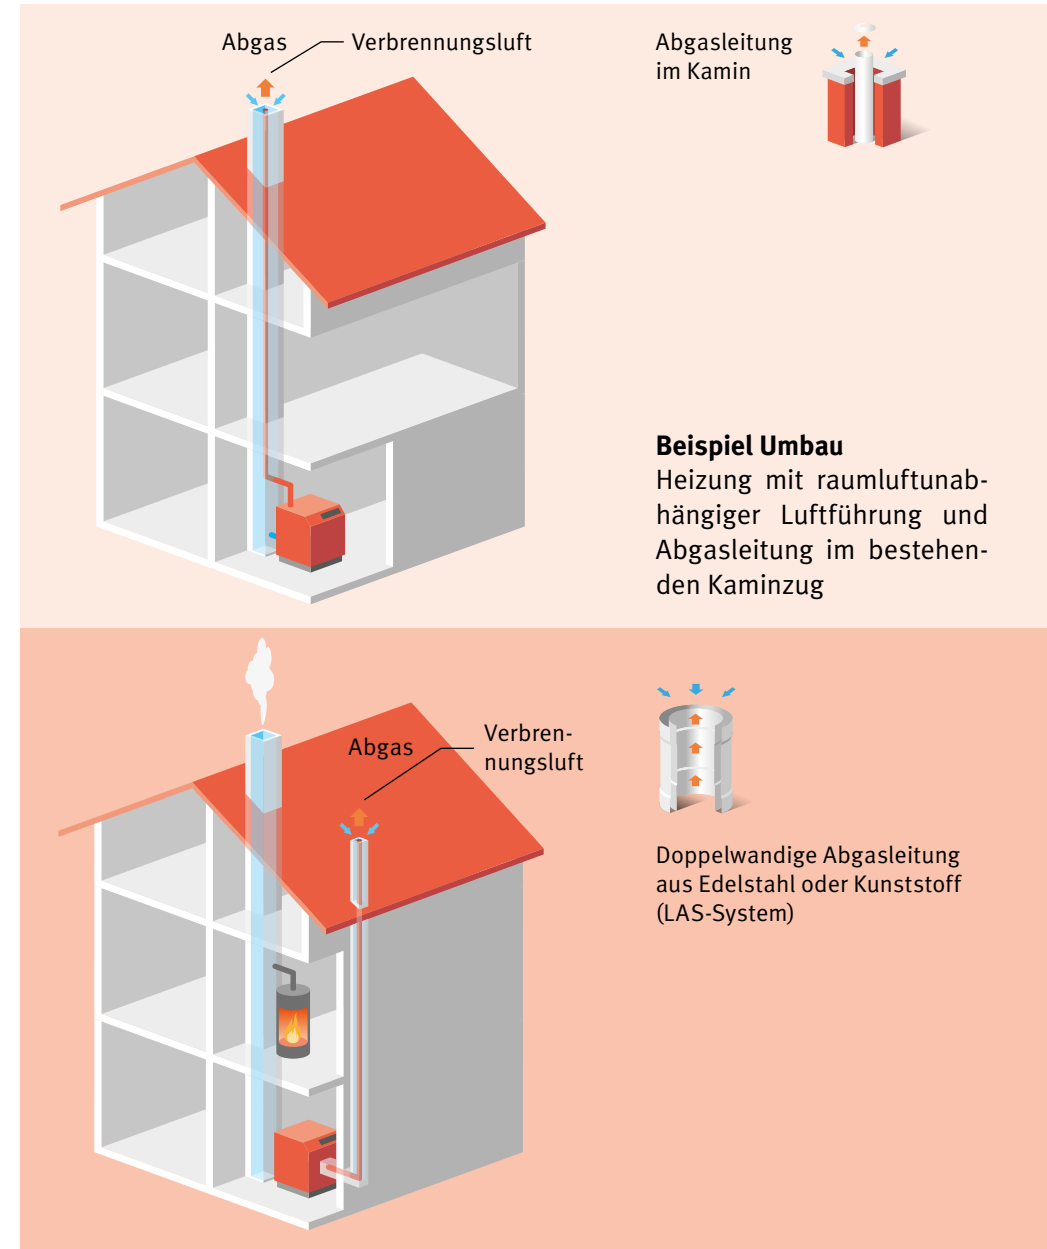 Abgas
Verbrennungsluft
Abgasleitung
im Kamin
Beispiel Umbau
Heizung mit raumluftunab-
hängiger Luftführung und
Abgasleitung im bestehen-
den Kaminzug
Abgas
Verbren-
nungsluft
Doppelwandige Abgasleitung
aus Edelstahl oder Kunststoff
(LAS-System)